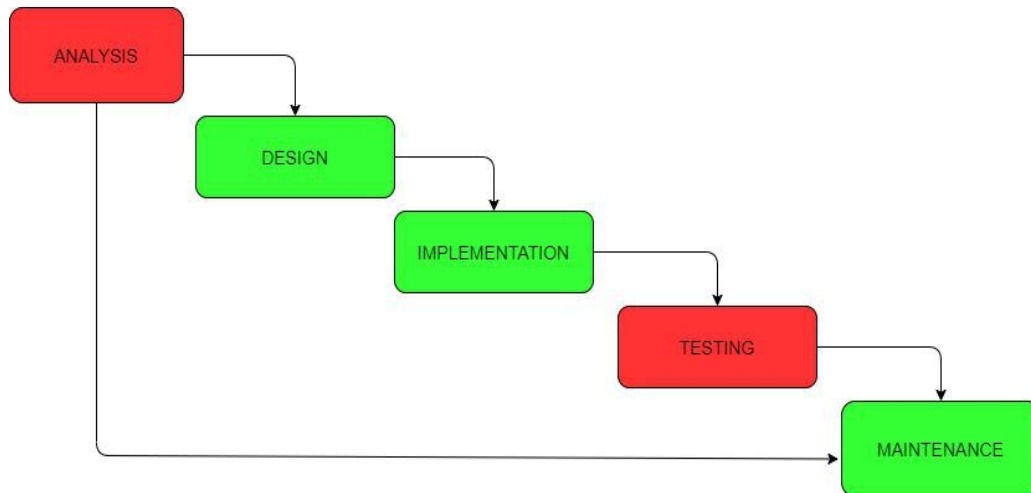 ANALYSIS
DESIGN
IMPLEMENTATION
TESTING
MAINTENANCE